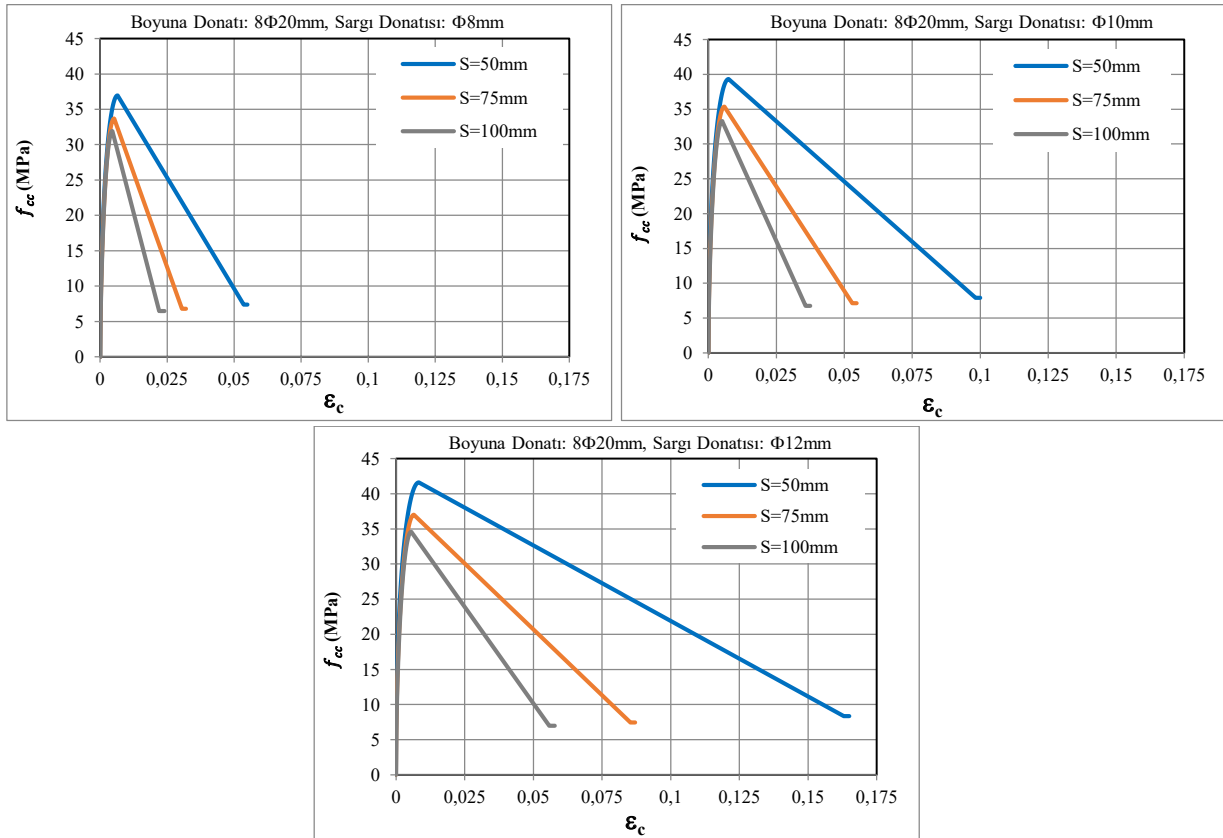 Boyuna Donatı: 8Φ20mm, Sargı Donatısı: Φ8mm
45
40
35
30
25
20
15
10
5
0
f_cc (MPa)
S=50mm
S=75mm
S=100mm
0 0,025 0,05 0,075 0,1 0,125 0,15 0,175
ε_c
Boyuna Donatı: 8Φ20mm, Sargı Donatısı: Φ10mm
45
40
35
30
25
20
15
10
5
0
f_cc (MPa)
S=50mm
S=75mm
S=100mm
0 0,025 0,05 0,075 0,1 0,125 0,15 0,175
ε_c
Boyuna Donatı: 8Φ20mm, Sargı Donatısı: Φ12mm
45
40
35
30
25
20
15
10
5
0
f_cc (MPa)
S=50mm
S=75mm
S=100mm
0 0,025 0,05 0,075 0,1 0,125 0,15 0,175
ε_c